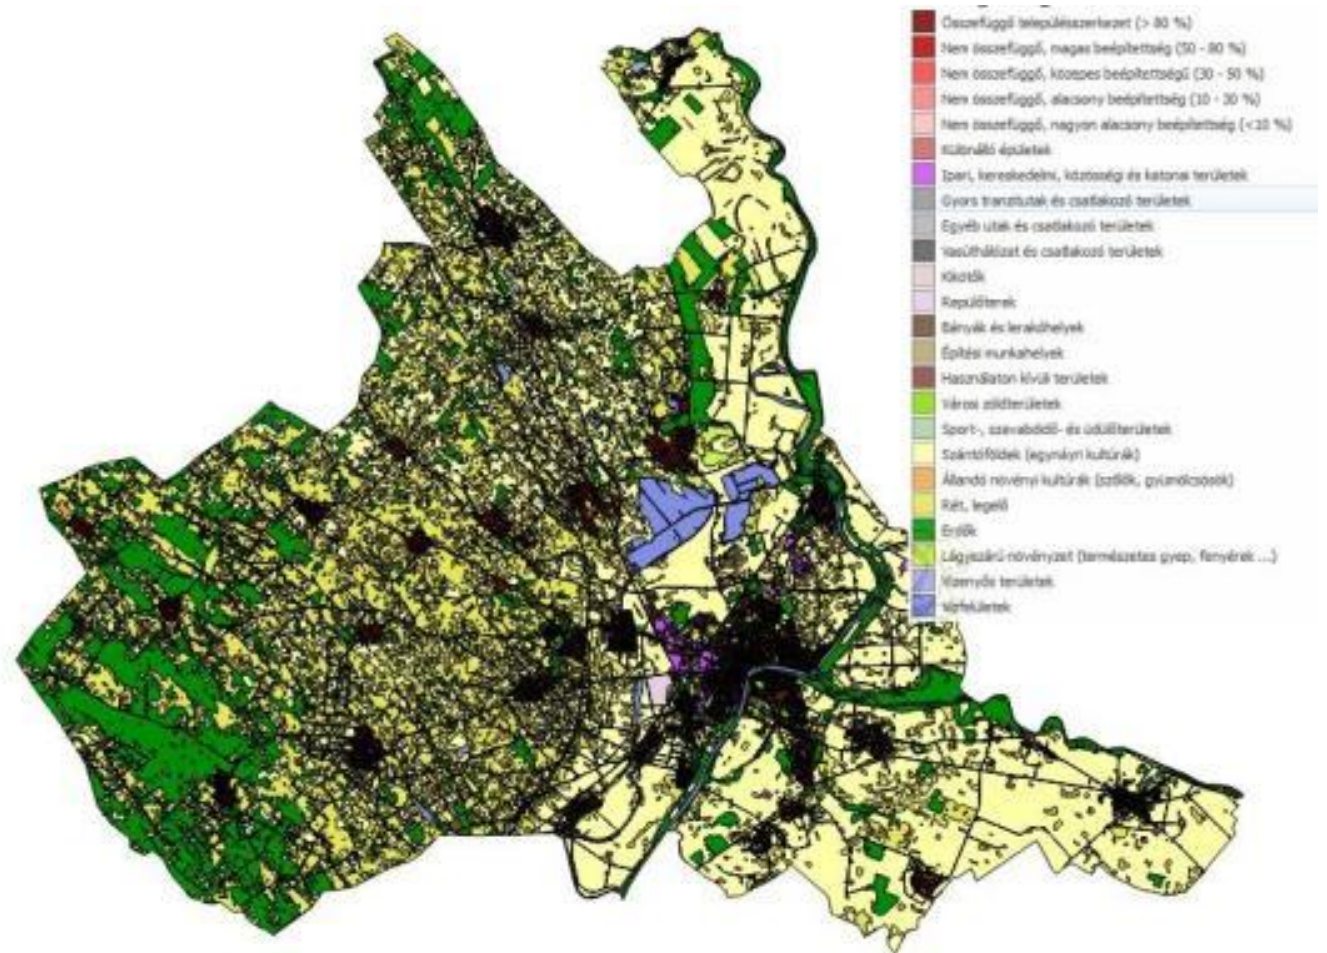 Összefüggő településszerkezet (> 80 %)
Nem összefüggő, magas beépítettség (50 - 80 %)
Nem összefüggő, közepes beépítettségű (30 - 50 %)
Nem összefüggő, alacsony beépítettség (10 - 30 %)
Nem összefüggő, nagyon alacsony beépítettség (<10 %)
Különálló épületek
Ipari, kereskedelmi, közösségi és katonai területek
Gyors tranzitutak és csatlakozó területek
Egyéb utak és csatlakozó területek
Vasúthálózat és csatlakozó területek
Kikötők
Repülőterek
Bányák és lerakóhelyek
Építési munkahelyek
Használaton kívüli területek
Városi zöldterületek
Sport-, szabadidő- és üdülőterületek
Szántóföldek (egynyári kultúrák)
Állandó növényi kultúrák (szőlők, gyümölcsösök)
Rét, legelő
Erdők
Lágyszárú növényzet (természetes gyep, fenyérek ...)
Vizenyős területek
Vízfelületek